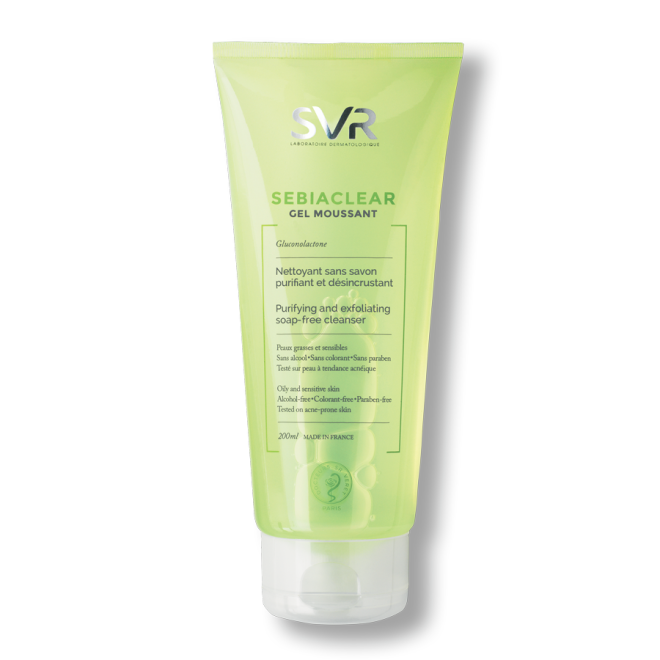 SVR
LABORATOIRE DERMATOLOGIQUE
SEBIACLEAR
GEL MOUSSANT
Gluconolactone
Nettoyant sans savon
purifiant et désincrustant
Purifying and exfoliating
soap-free cleanser
Peaux grasses et sensibles
Sans alcool•Sans colorant•Sans paraben
Testé sur peau à tendance acnéique
Oily and sensitive skin
Alcohol-free•Colorant-free•Paraben-free
Tested on acne-prone skin
200ml MADE IN FRANCE